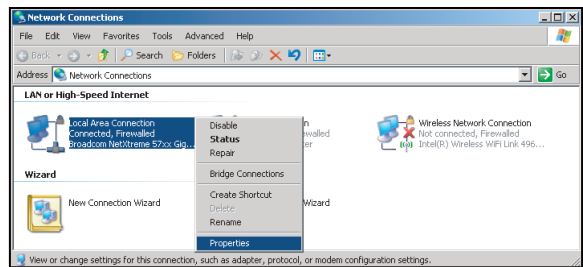 Network Connections
File Edit View Favorites Tools Advanced Help
Back Search Folders
Address Network Connections Go
LAN or High-Speed Internet
Local Area Connection
Connected, Firewalled
Broadcom NetXtreme 57xx Gig...
Wireless Network Connection
Not connected, Firewalled
Intel(R) Wireless WiFi Link 496...
Disable
Status
Repair
Bridge Connections
Create Shortcut
Delete
Rename
Properties
Wizard
New Connection Wizard
Wizard
View or change settings for this connection, such as adapter, protocol, or modem configuration settings.